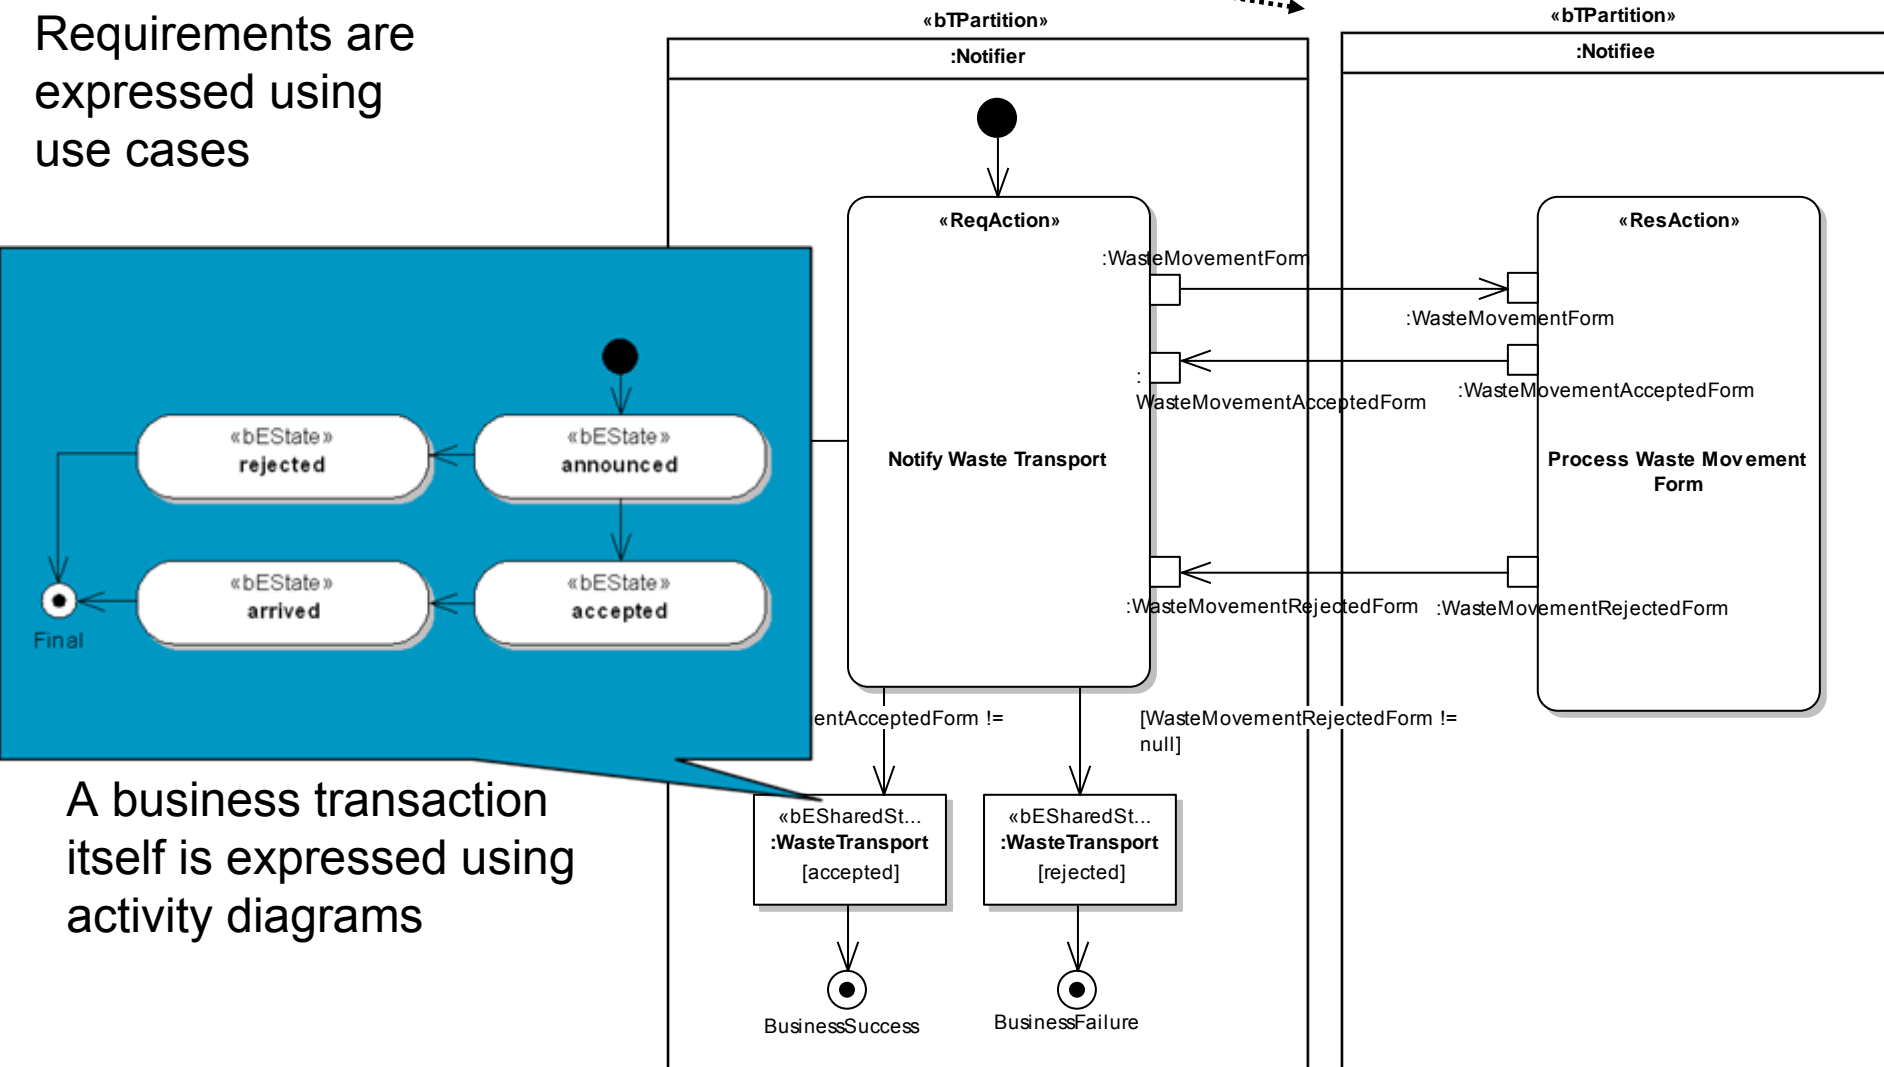 Requirements are
expressed using
use cases
«bTPartition»
:Notifier
«bTPartition»
:Notifiee
«ReqAction»
Notify Waste Transport
:WasteMovementForm
:WasteMovementForm
:
WasteMovementAcceptedForm
:WasteMovementAcceptedForm
:WasteMovementRejectedForm
:WasteMovementRejectedForm
«ResAction»
Process Waste Movement
Form
«bEState»
rejected
«bEState»
announced
«bEState»
arrived
«bEState»
accepted
Final
entAcceptedForm !=
[WasteMovementRejectedForm !=
null]
«bESharedSt...
:WasteTransport
[accepted]
«bESharedSt...
:WasteTransport
[rejected]
BusinessSuccess
BusinessFailure
A business transaction
itself is expressed using
activity diagrams